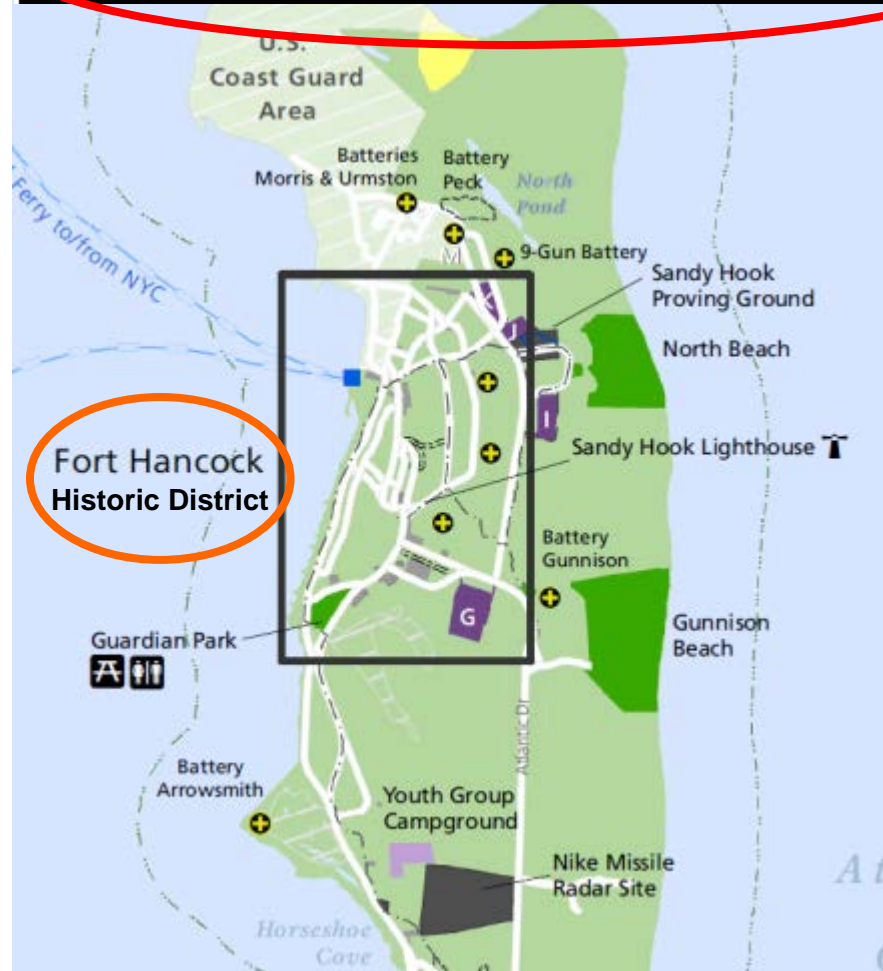 U.S.
Coast Guard
Area
Batteries
Morris & Urmston
Battery
Peck
North
Pond
Ferry to/from NYC
M
9-Gun Battery
Sandy Hook
Proving Ground
K
J
North Beach
I
Fort Hancock
Historic District
Sandy Hook Lighthouse
Battery
Gunnison
G
Gunnison
Beach
Guardian Park
Atlantic Dr
Battery
Arrowsmith
Youth Group
Campground
Nike Missile
Radar Site
Horseshoe
Cove